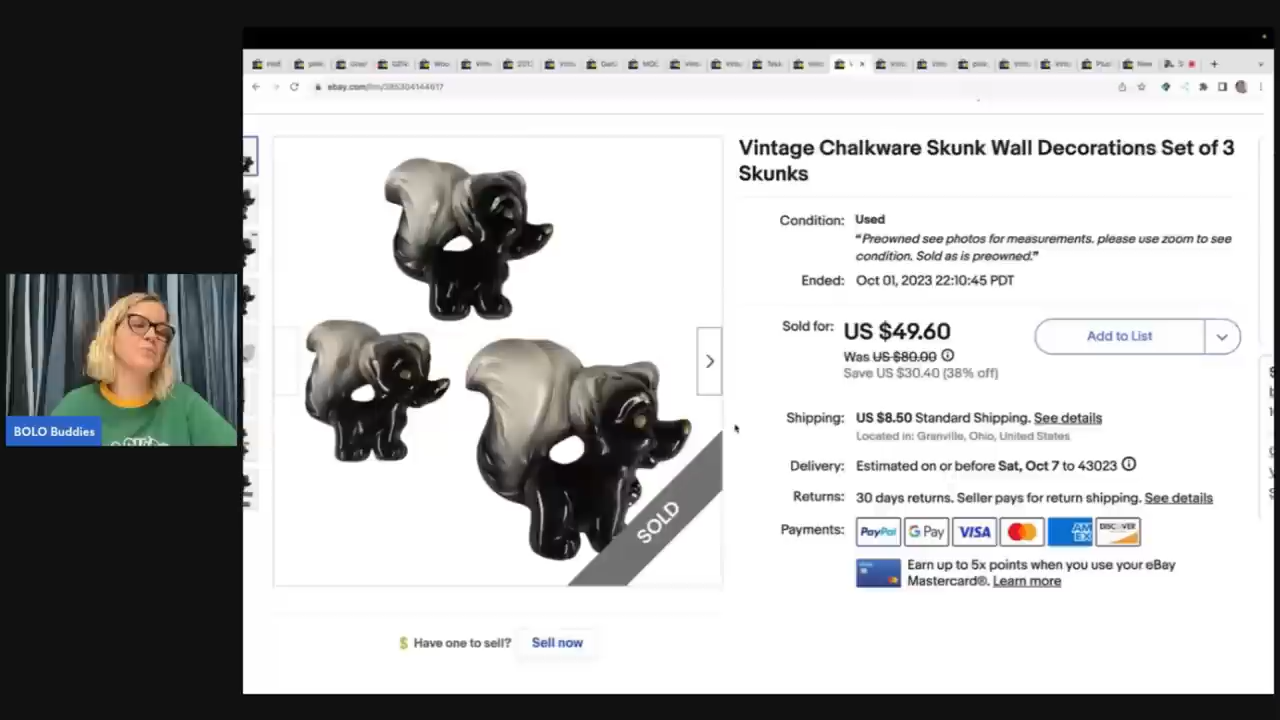 ebay.com/itm/385304144617
Vintage Chalkware Skunk Wall Decorations Set of 3
Skunks
Condition: Used
"Preowned see photos for measurements. please use zoom to see
condition. Sold as is preowned."
Ended: Oct 01, 2023 22:10:45 PDT
Sold for: US $49.60
Was US $80.00
Save US $30.40 (38% off)
Add to List
Shipping: US $8.50 Standard Shipping. See details
Located in: Granville, Ohio, United States
Delivery: Estimated on or before Sat, Oct 7 to 43023
Returns: 30 days returns. Seller pays for return shipping. See details
Payments: PayPal G Pay VISA AM EX DISCOVER
Earn up to 5x points when you use your eBay
Mastercard®. Learn more
SOLD
BOLO Buddies
$ Have one to sell? Sell now